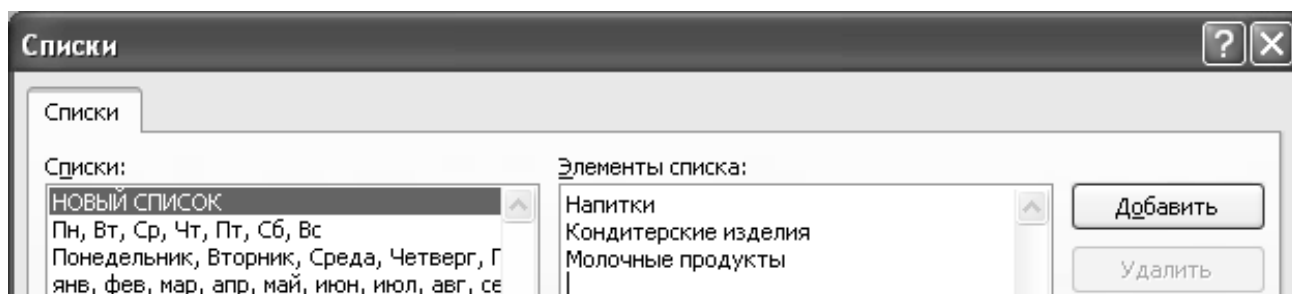 Списки
Списки
Списки:
НОВЫЙ СПИСОК
Пн, Вт, Ср, Чт, Пт, Сб, Вс
Понедельник, Вторник, Среда, Четверг, П
янв, фев, мар, апр, май, июн, июл, авг, се
Элементы списка:
Напитки
Кондитерские изделия
Молочные продукты
Добавить
Удалить